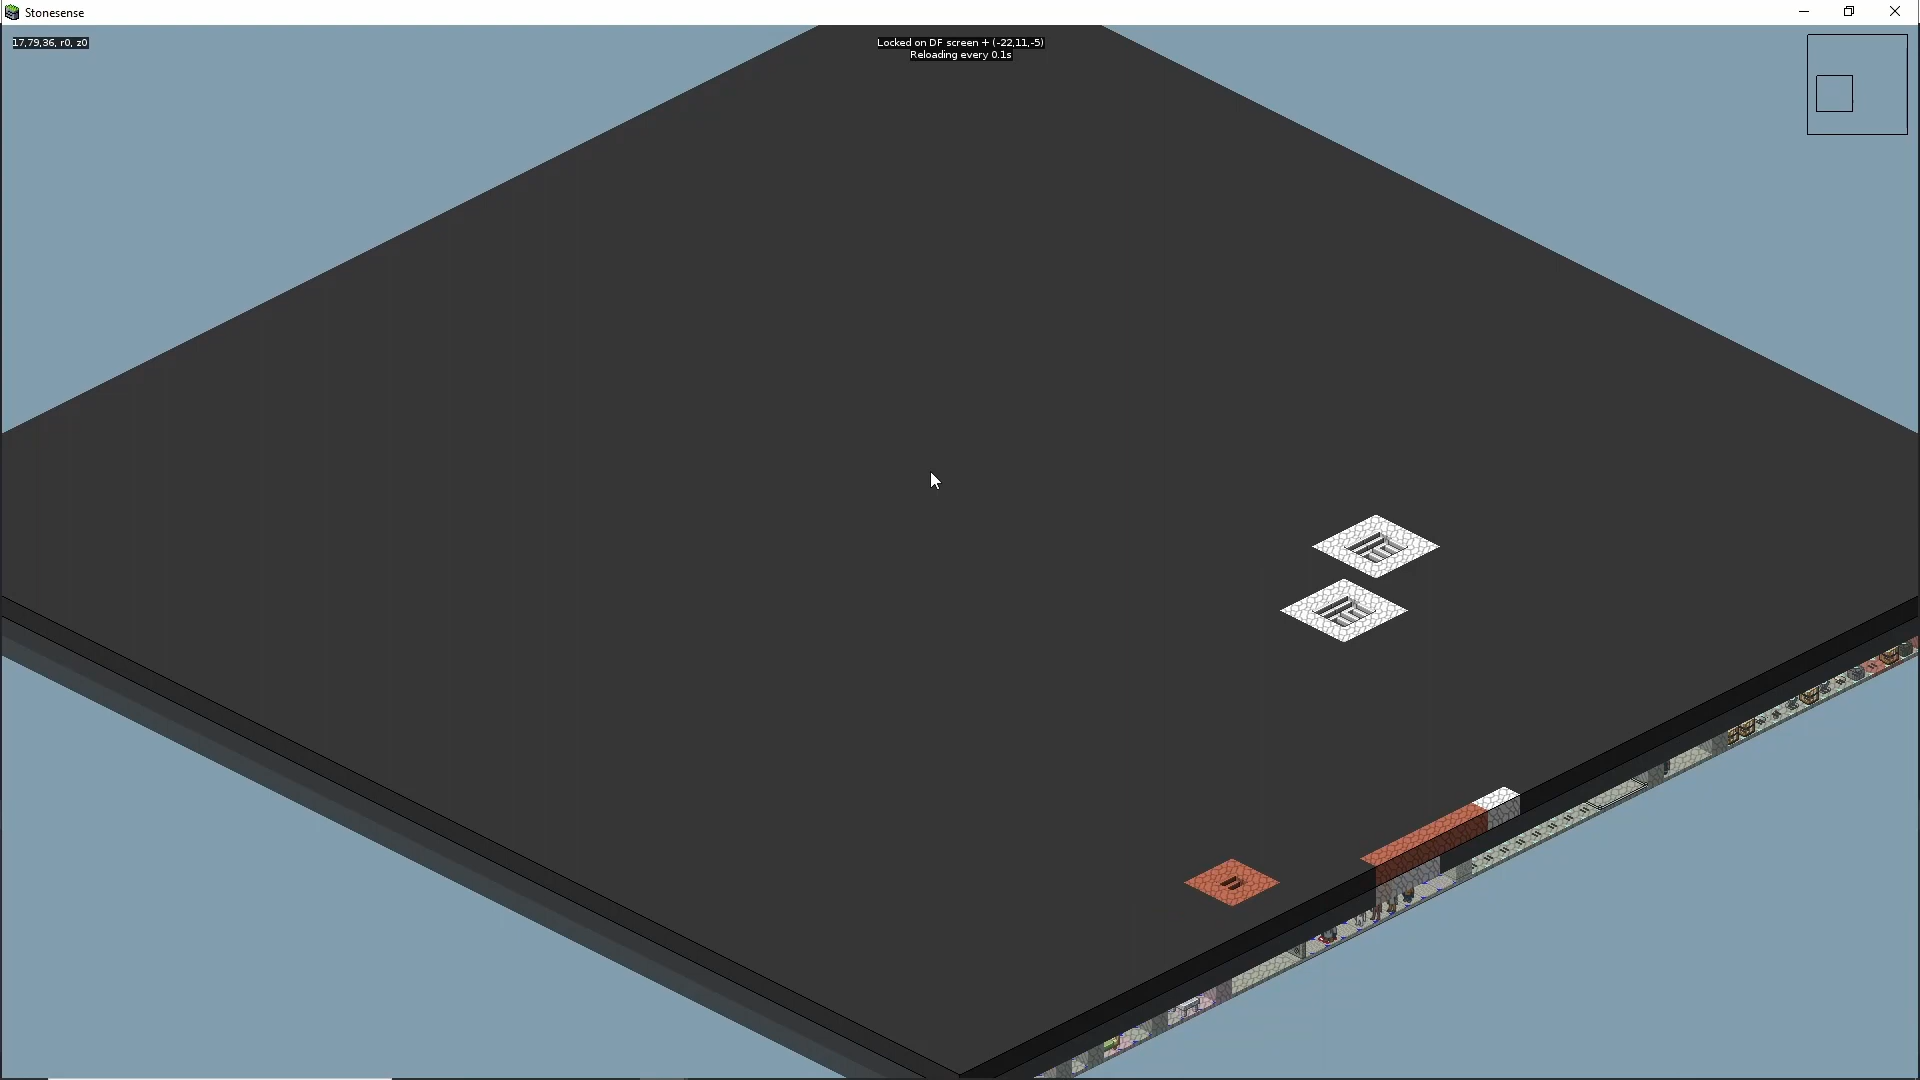 Stonesense
17,79,36, r0, z0
Locked on DF screen + (-22,11,-5)
Reloading every 0.1s